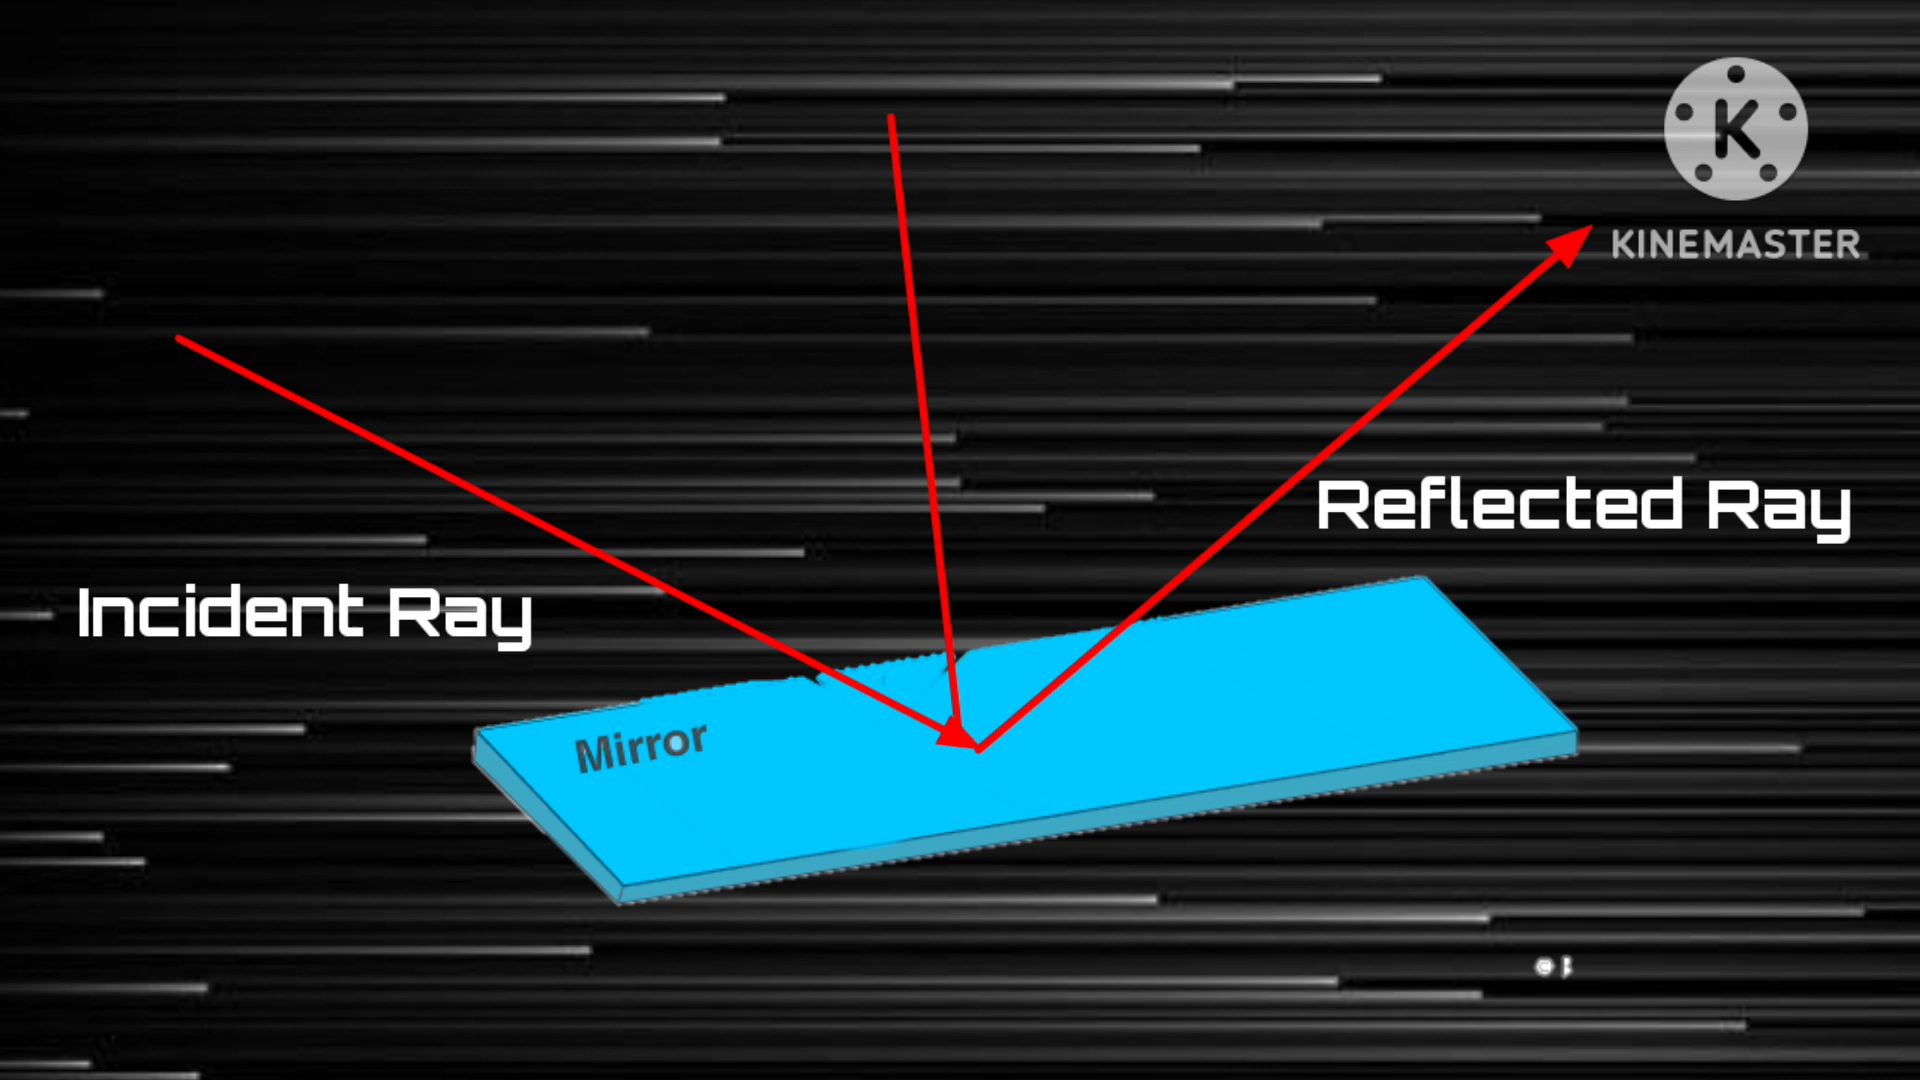 K
KINEMASTER
Reflected Ray
Incident Ray
Mirror